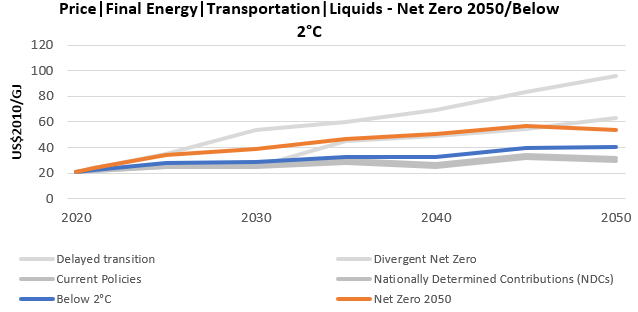 Price|Final Energy|Transportation|Liquids - Net Zero 2050/Below
2°C
US$2010/GJ
120
100
80
60
40
20
0
2020 2030 2040 2050
Delayed transition Divergent Net Zero
Current Policies Nationally Determined Contributions (NDCs)
Below 2°C Net Zero 2050